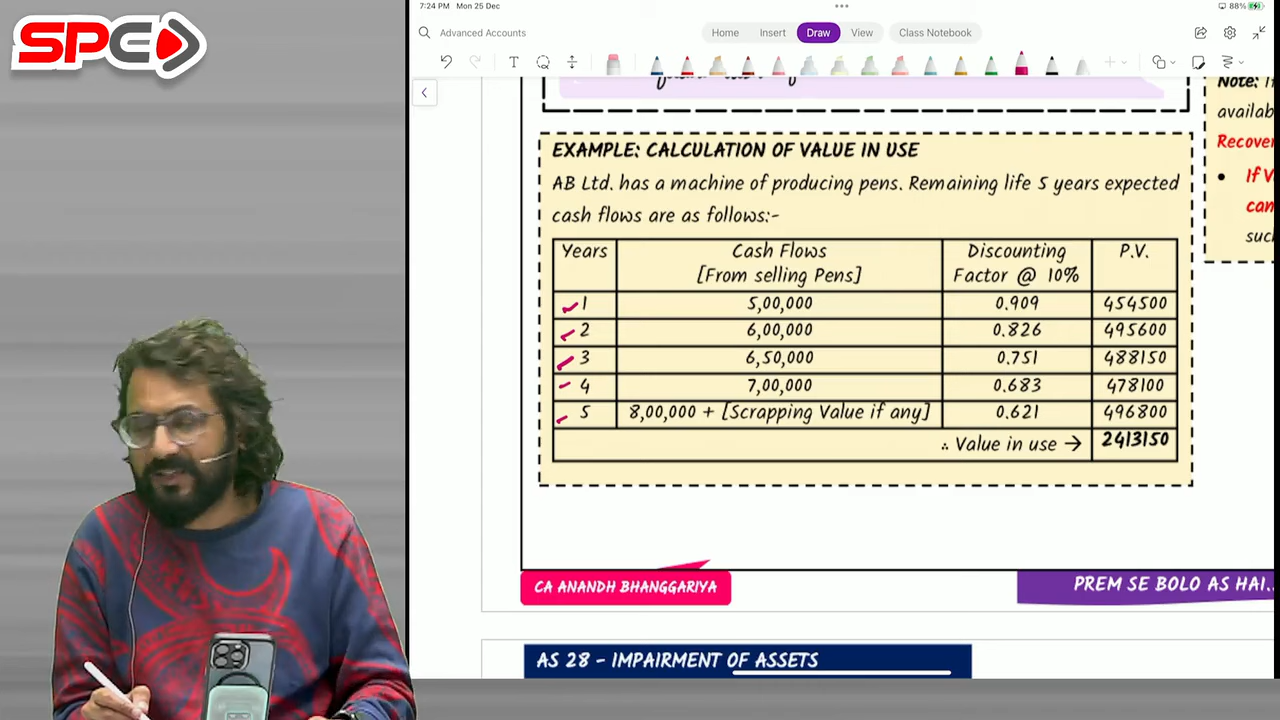 SPC
7:24 PM Mon 25 Dec
88%
Advanced Accounts
Home Insert Draw View Class Notebook
Note:
availab
Recover
EXAMPLE: CALCULATION OF VALUE IN USE
AB Ltd. has a machine of producing pens. Remaining life 5 years expected
cash flows are as follows:-
Years Cash Flows [From selling Pens] Discounting Factor @ 10% P.V.
1 5,00,000 0.909 454500
2 6,00,000 0.826 495600
3 6,50,000 0.751 488150
4 7,00,000 0.683 478100
5 8,00,000 + [Scrapping Value if any] 0.621 496800
∴ Value in use → 2413150
• If V
can
suc
CA ANANDH BHANGGARIYA
PREM SE BOLO AS HAI..
AS 28 - IMPAIRMENT OF ASSETS